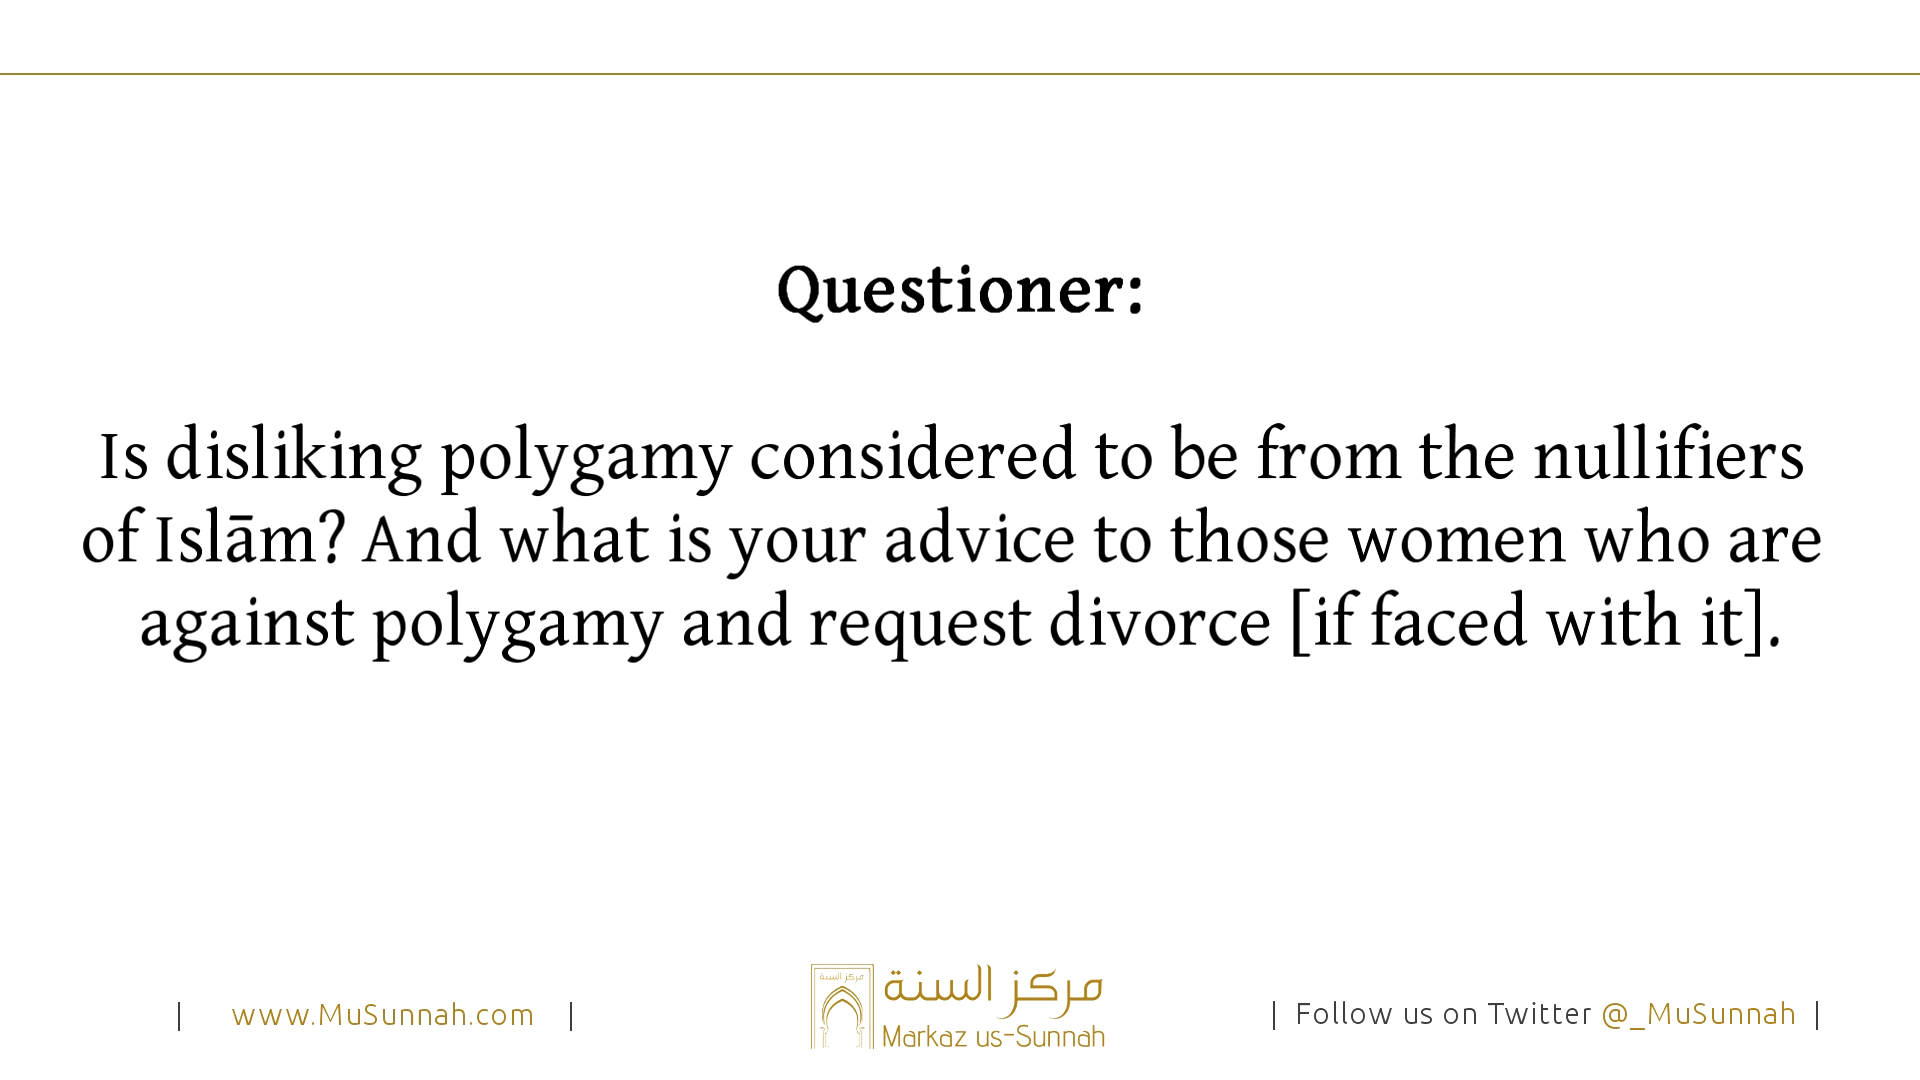 Questioner:
Is disliking polygamy considered to be from the nullifiers
of Islām? And what is your advice to those women who are
against polygamy and request divorce [if faced with it].
| www.MuSunnah.com |
مركز السنة
مركز السنة
Markaz us-Sunnah
| Follow us on Twitter @_MuSunnah |